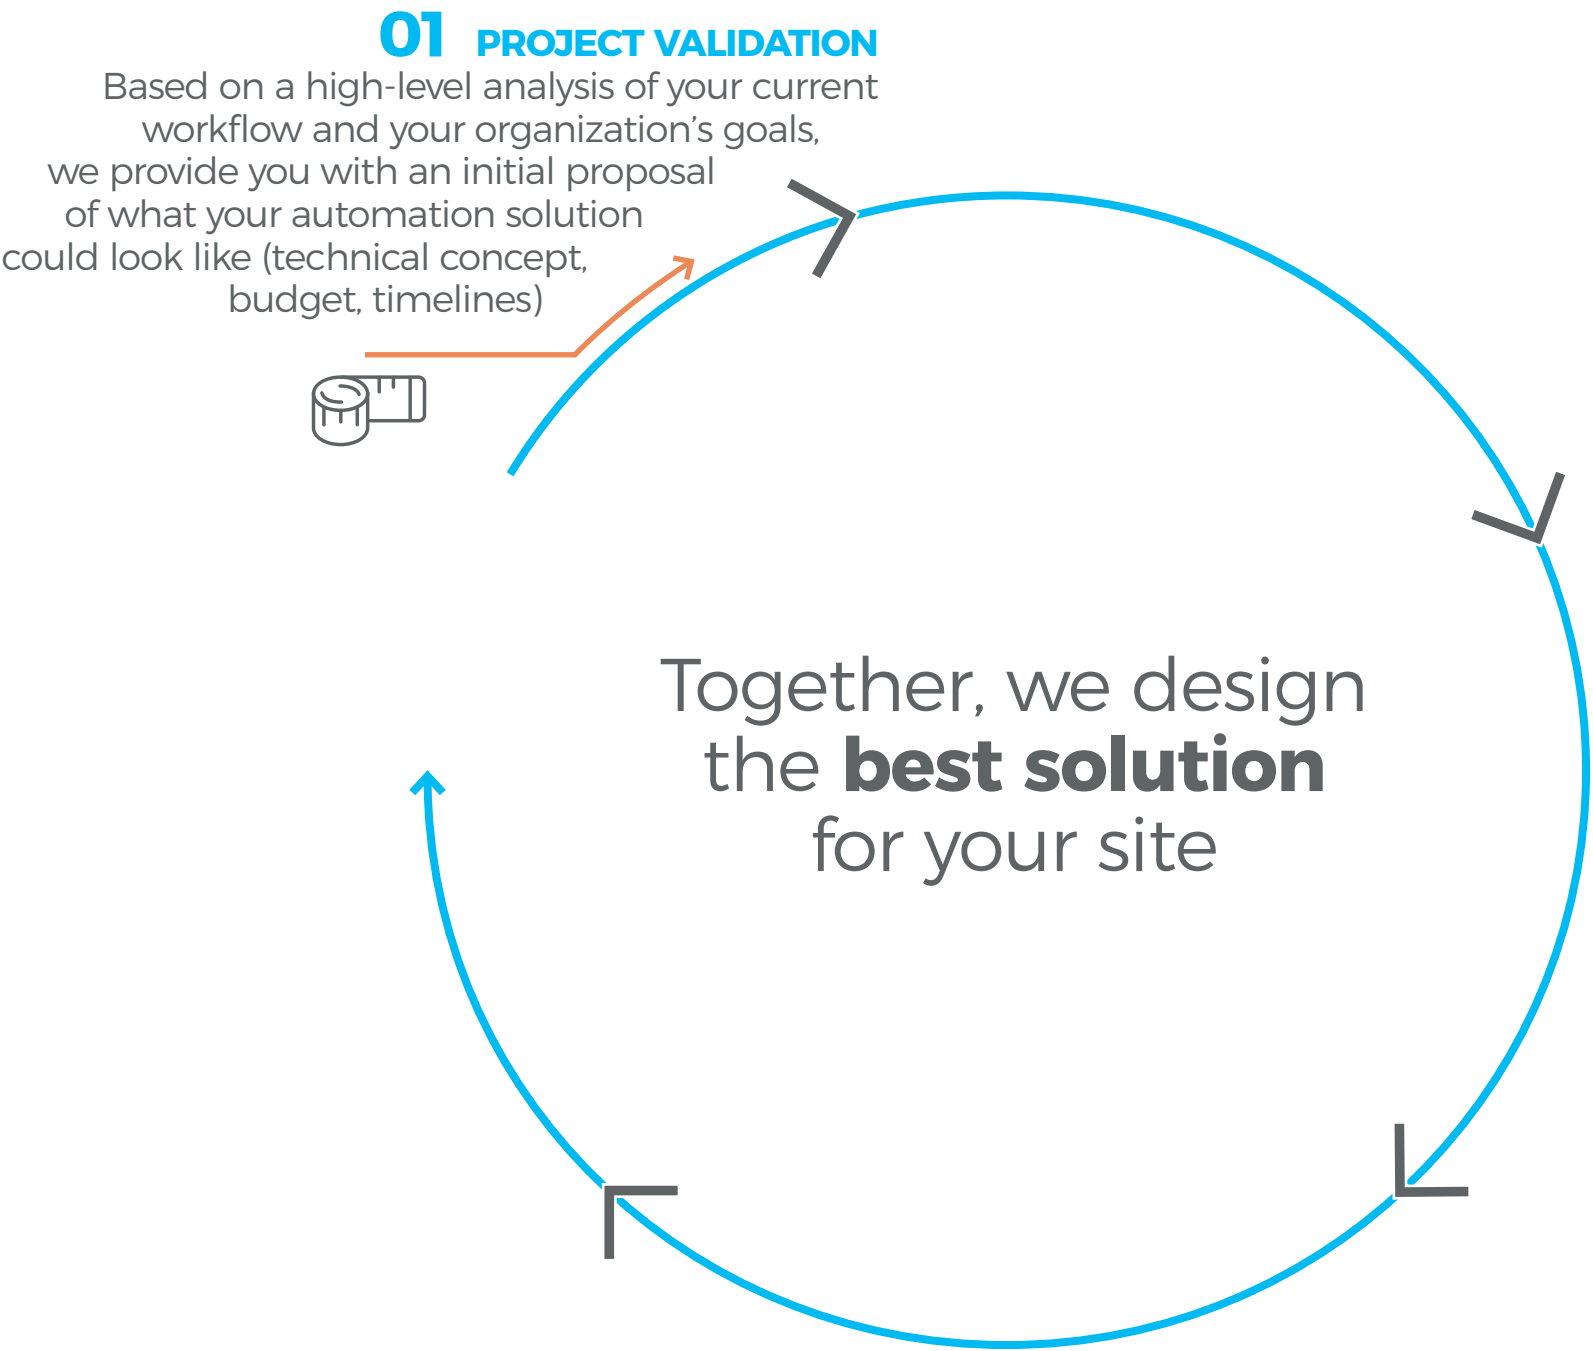 01 PROJECT VALIDATION
Based on a high-level analysis of your current
workflow and your organization’s goals,
we provide you with an initial proposal
of what your automation solution
could look like (technical concept,
budget, timelines)
Together, we design
the best solution
for your site